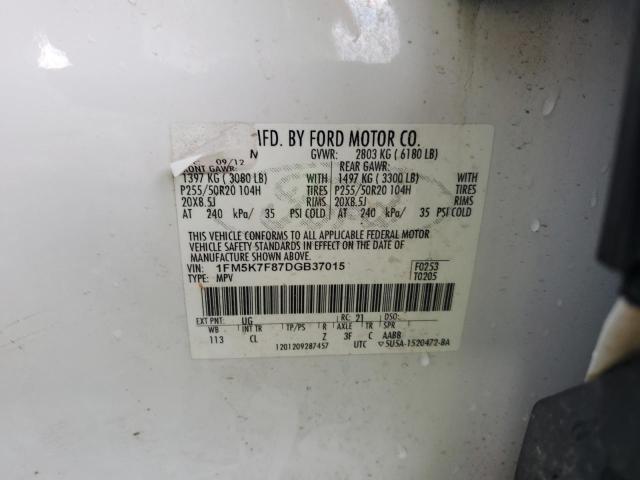 MFD. BY FORD MOTOR CO.
09/12 GVWR: 2803 KG ( 6180 LB)
FRONT GAWR: REAR GAWR:
1397 KG ( 3080 LB) WITH 1497 KG ( 3300 LB) WITH
P255/50R20 104H TIRES P255/50R20 104H TIRES
20X8.5J RIMS 20X8.5J RIMS
AT 240 kPa/ 35 PSI COLD AT 240 kPa/ 35 PSI COLD
THIS VEHICLE CONFORMS TO ALL APPLICABLE FEDERAL MOTOR
VEHICLE SAFETY STANDARDS IN EFFECT ON THE DATE OF
MANUFACTURE SHOWN ABOVE.
VIN: 1FM5K7F87DGB37015
TYPE: MPV
F0253
T0205
EXT PNT: UG RC: 21 DSO:
WB INT TR TP/PS R AXLE TR SPR
113 CL Z 3F C AABB
1201209287457 UTC ▽5U5A-1520472-BA